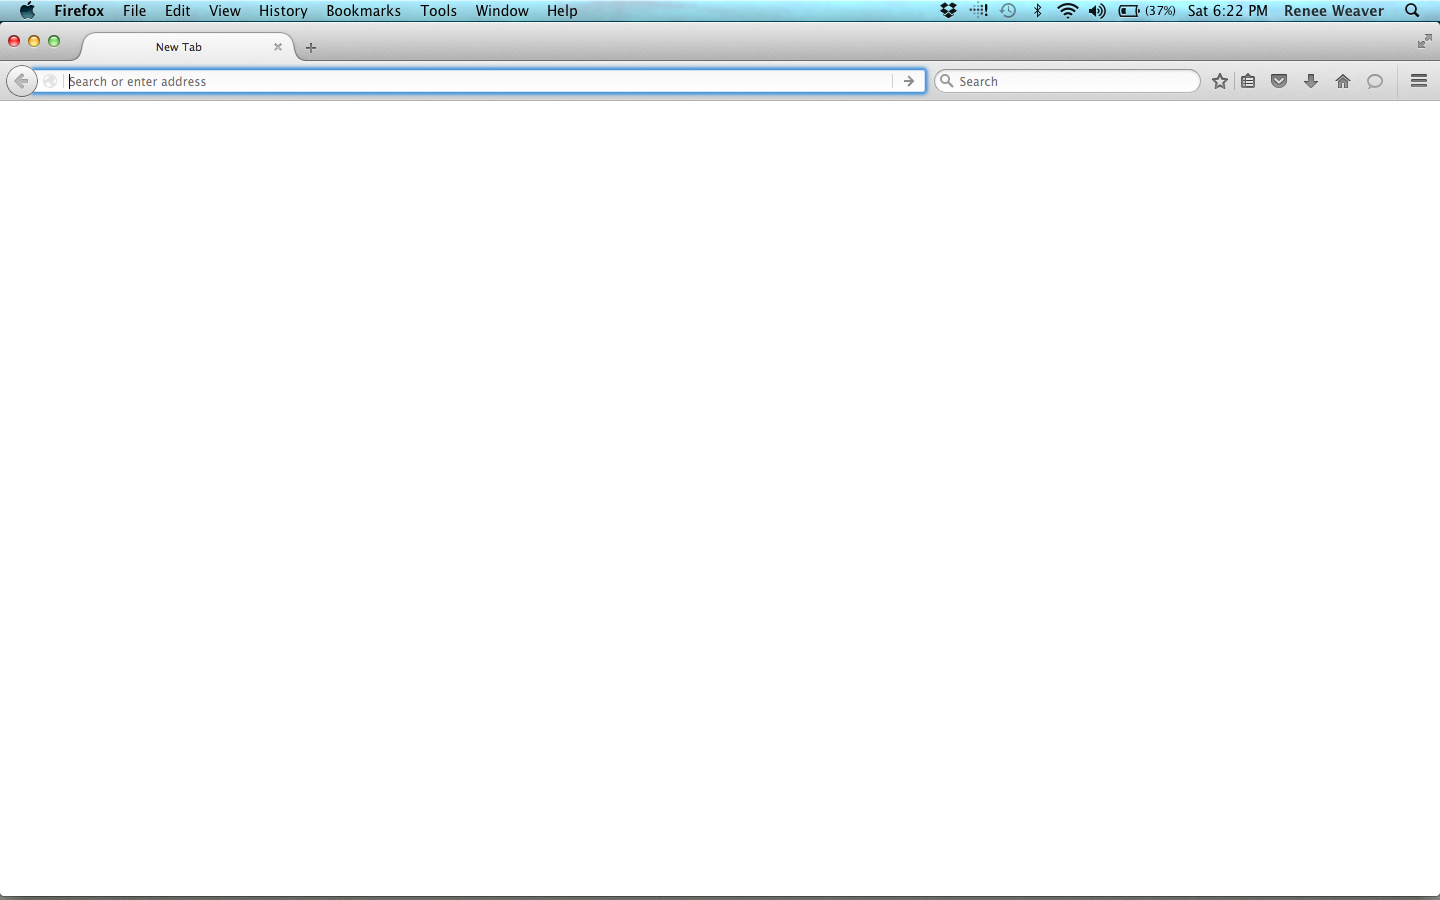 Firefox File Edit View History Bookmarks Tools Window Help (37%) Sat 6:22 PM Renee Weaver
New Tab
Search or enter address Search